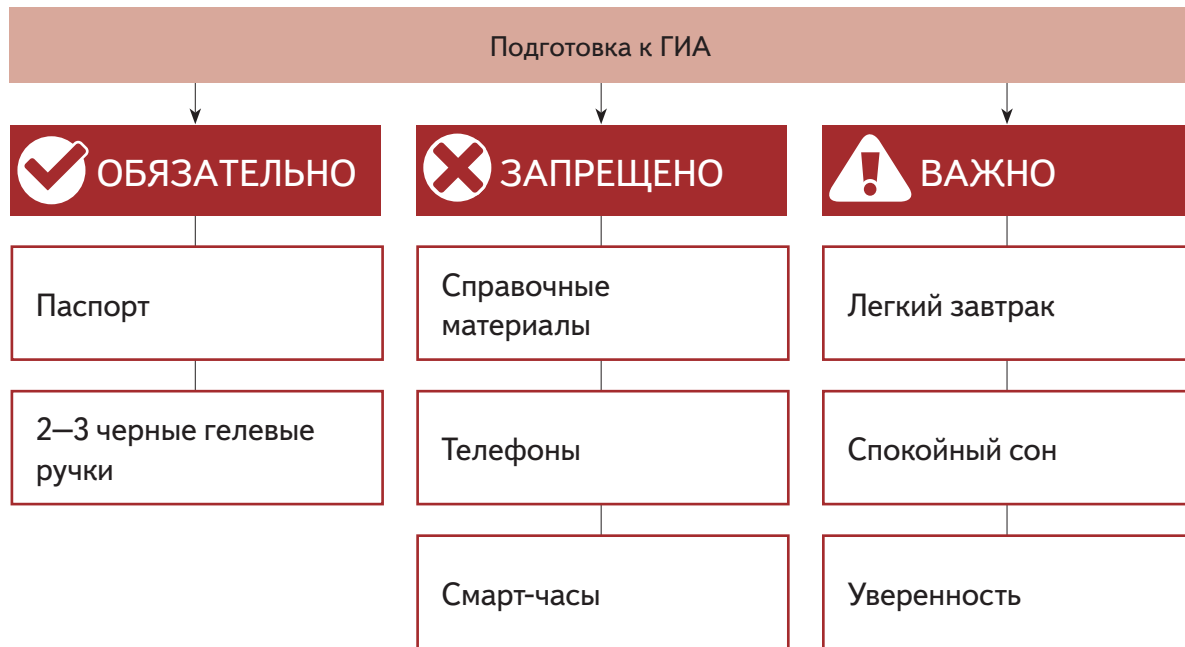 Подготовка к ГИА
ОБЯЗАТЕЛЬНО
Паспорт
2—3 черные гелевые
ручки
ЗАПРЕЩЕНО
Справочные
материалы
Телефоны
Смарт-часы
ВАЖНО
Легкий завтрак
Спокойный сон
Уверенность